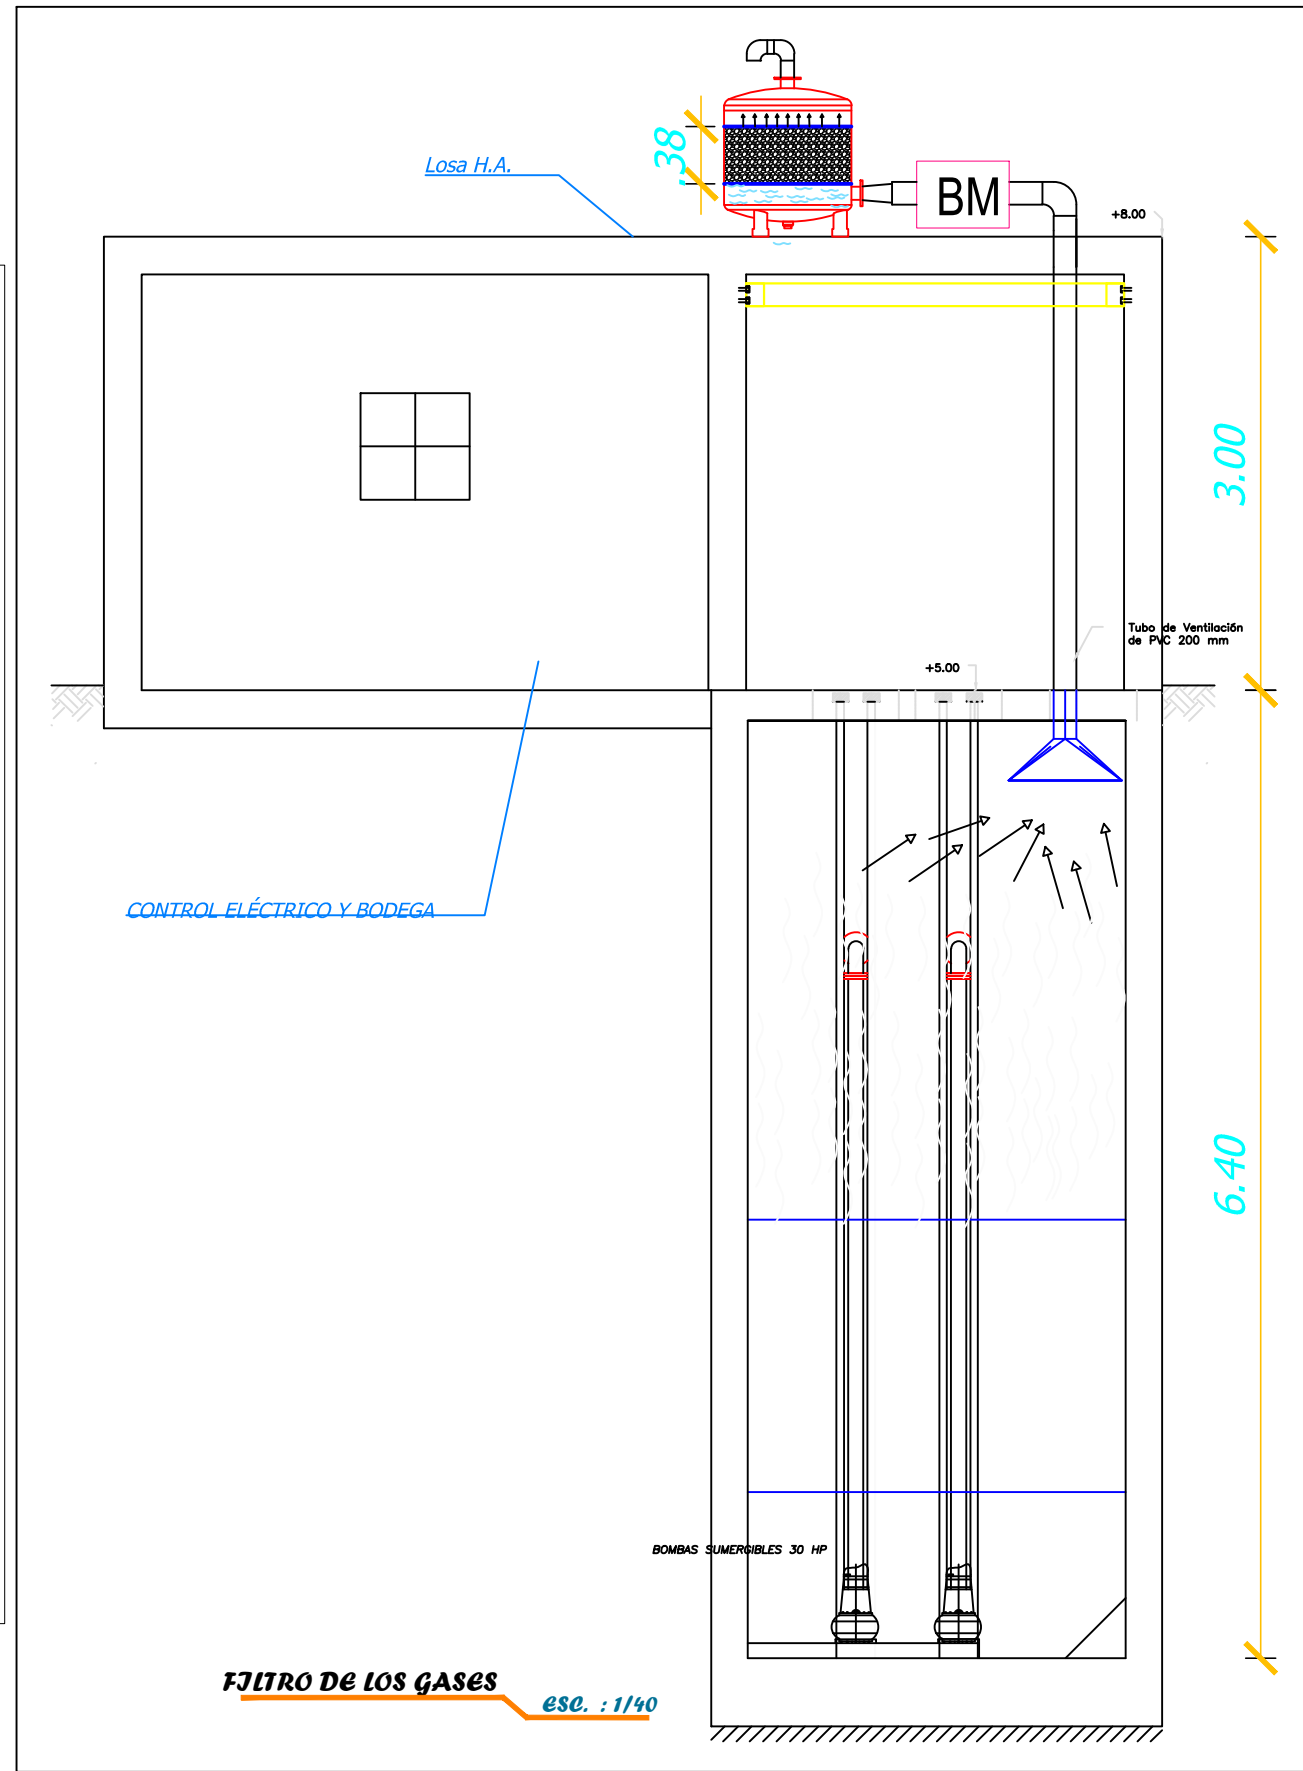 .38
Losa H.A.
BM
+8.00
3.00
Tubo de Ventilación
de PVC 200 mm
+5.00
CONTROL ELÉCTRICO Y BODEGA
6.40
BOMBAS SUMERGIBLES 30 HP
FILTRO DE LOS GASES
ESC. : 1/40